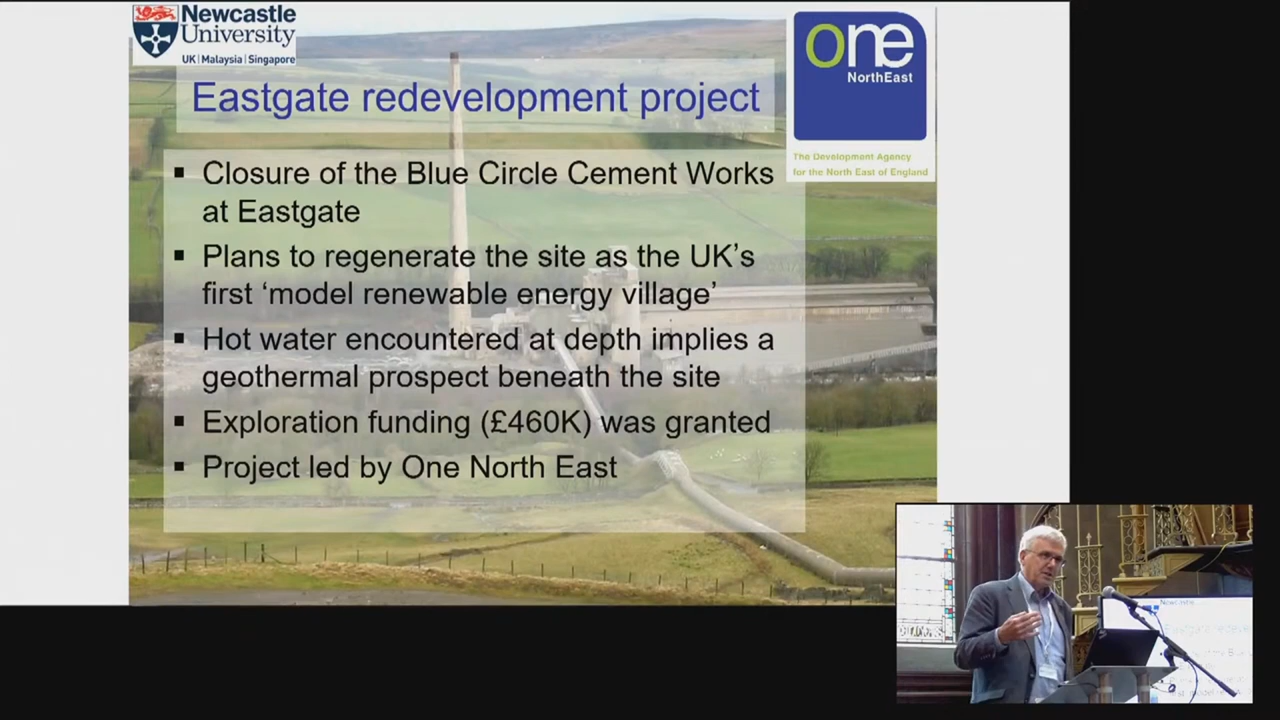 Newcastle
University
UK | Malaysia | Singapore
one
NorthEast
The Development Agency
for the North East of England
Eastgate redevelopment project
▪ Closure of the Blue Circle Cement Works
at Eastgate
▪ Plans to regenerate the site as the UK’s
first ‘model renewable energy village’
▪ Hot water encountered at depth implies a
geothermal prospect beneath the site
▪ Exploration funding (£460K) was granted
▪ Project led by One North East